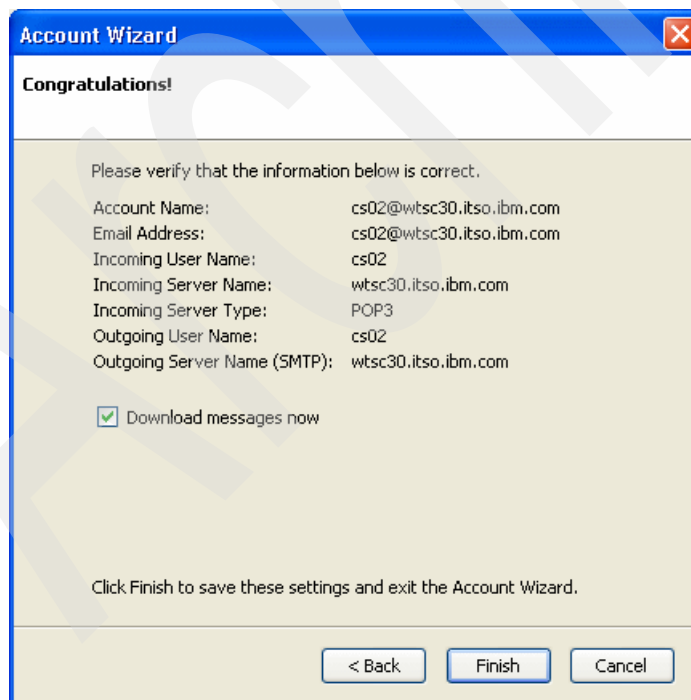 Account Wizard
Congratulations!
Please verify that the information below is correct.
Account Name: cs02@wtsc30.itso.ibm.com
Email Address: cs02@wtsc30.itso.ibm.com
Incoming User Name: cs02
Incoming Server Name: wtsc30.itso.ibm.com
Incoming Server Type: POP3
Outgoing User Name: cs02
Outgoing Server Name (SMTP): wtsc30.itso.ibm.com
Download messages now
Click Finish to save these settings and exit the Account Wizard.
< Back Finish Cancel